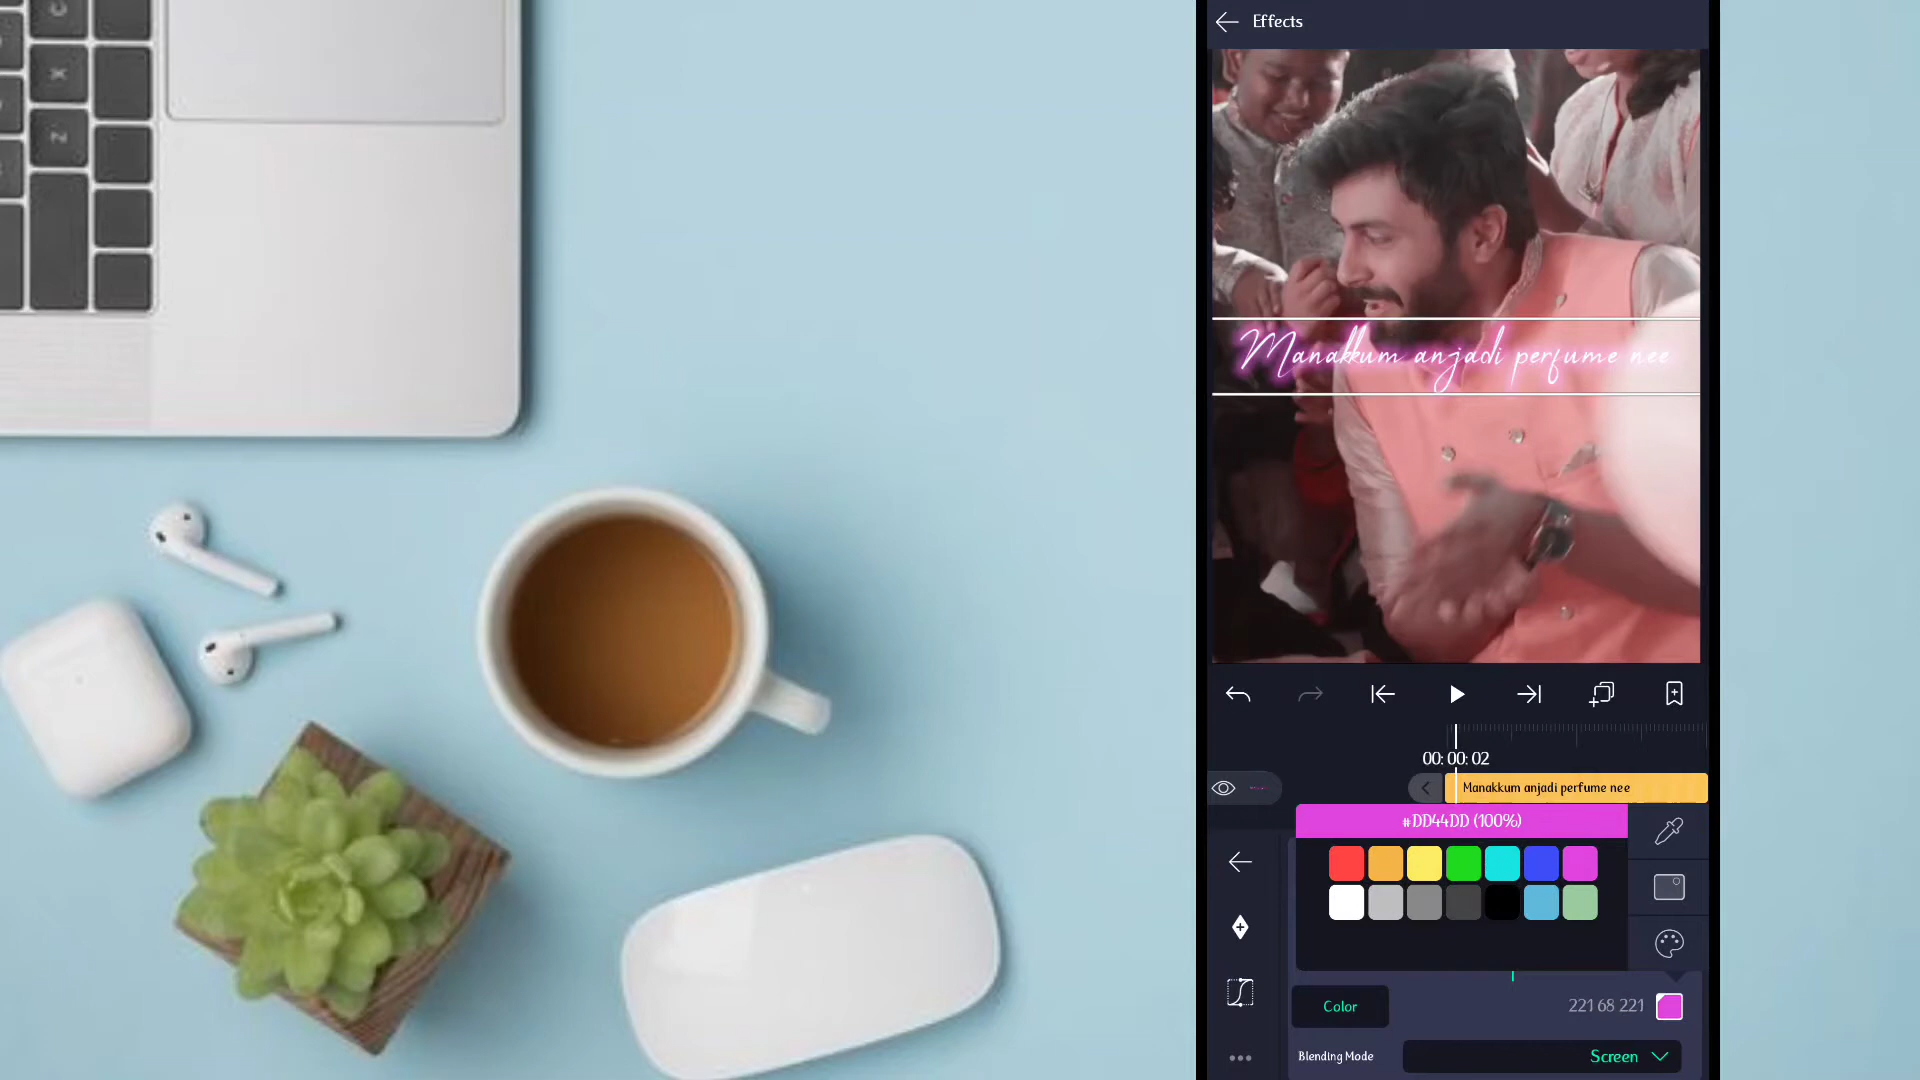 Effects
Manakkum anjadi perfume nee
00:00:02
Manakkum anjadi perfume nee
#DD44DD (100%)
Color
221 68 221
Blending Mode
Screen